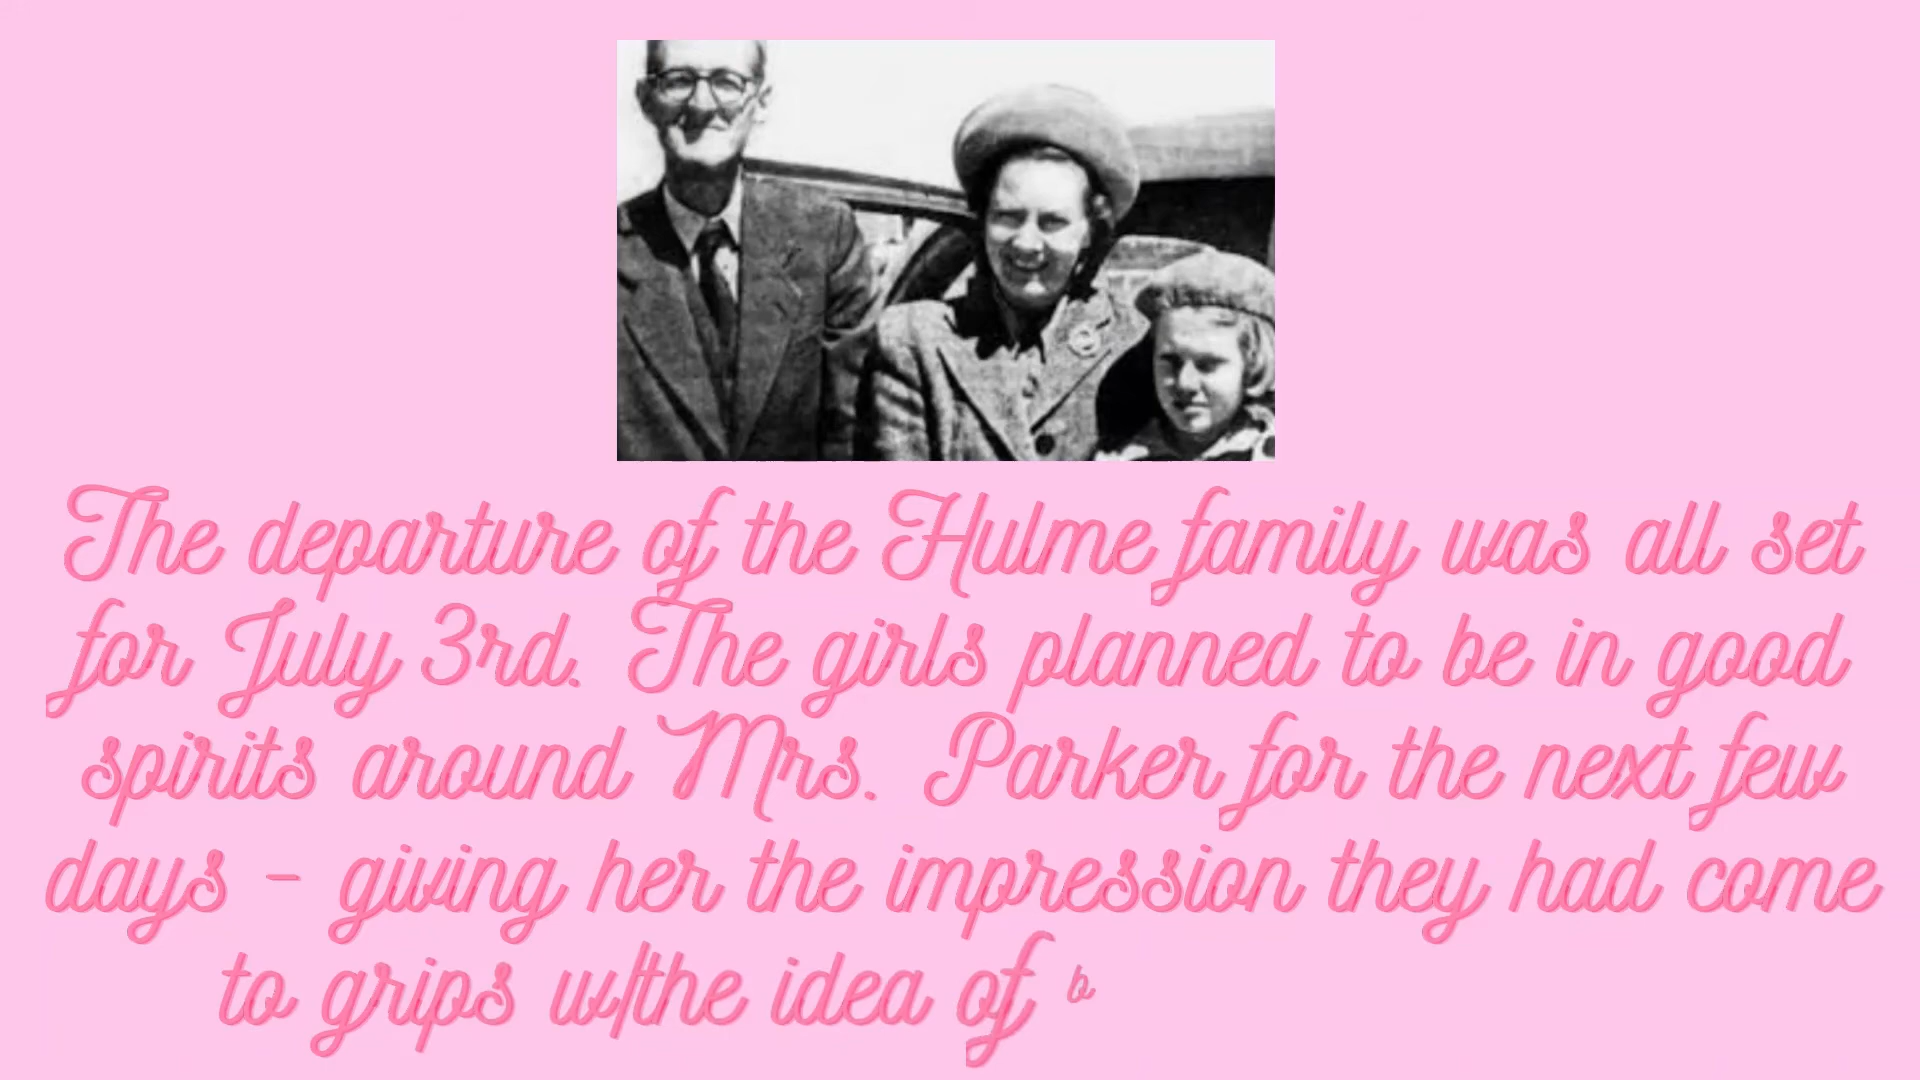 The departure of the Hulme family was all set
for July 3rd. The girls planned to be in good
spirits around Mrs. Parker for the next few
days - giving her the impression they had come
to grips w/the idea of b